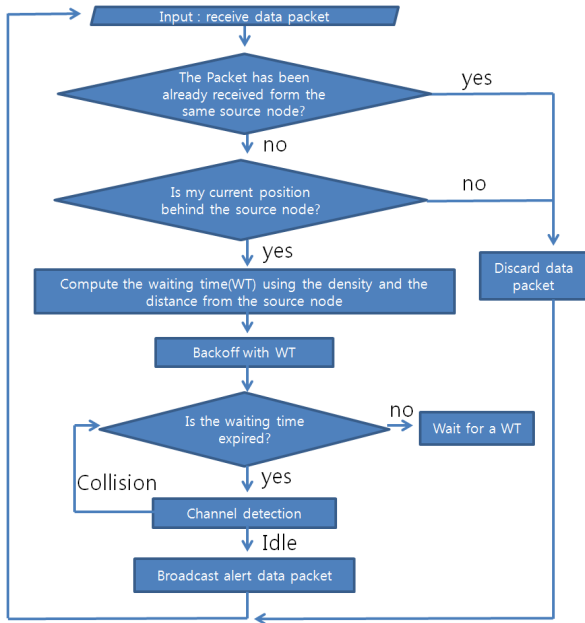 Input : receive data packet
The Packet has been
already received form the
same source node?
yes
no
Is my current position
behind the source node?
no
yes
Compute the waiting time(WT) using the density and the
distance from the source node
Discard data
packet
Backoff with WT
Is the waiting time
expired?
no
Wait for a WT
yes
Collision
Channel detection
Idle
Broadcast alert data packet